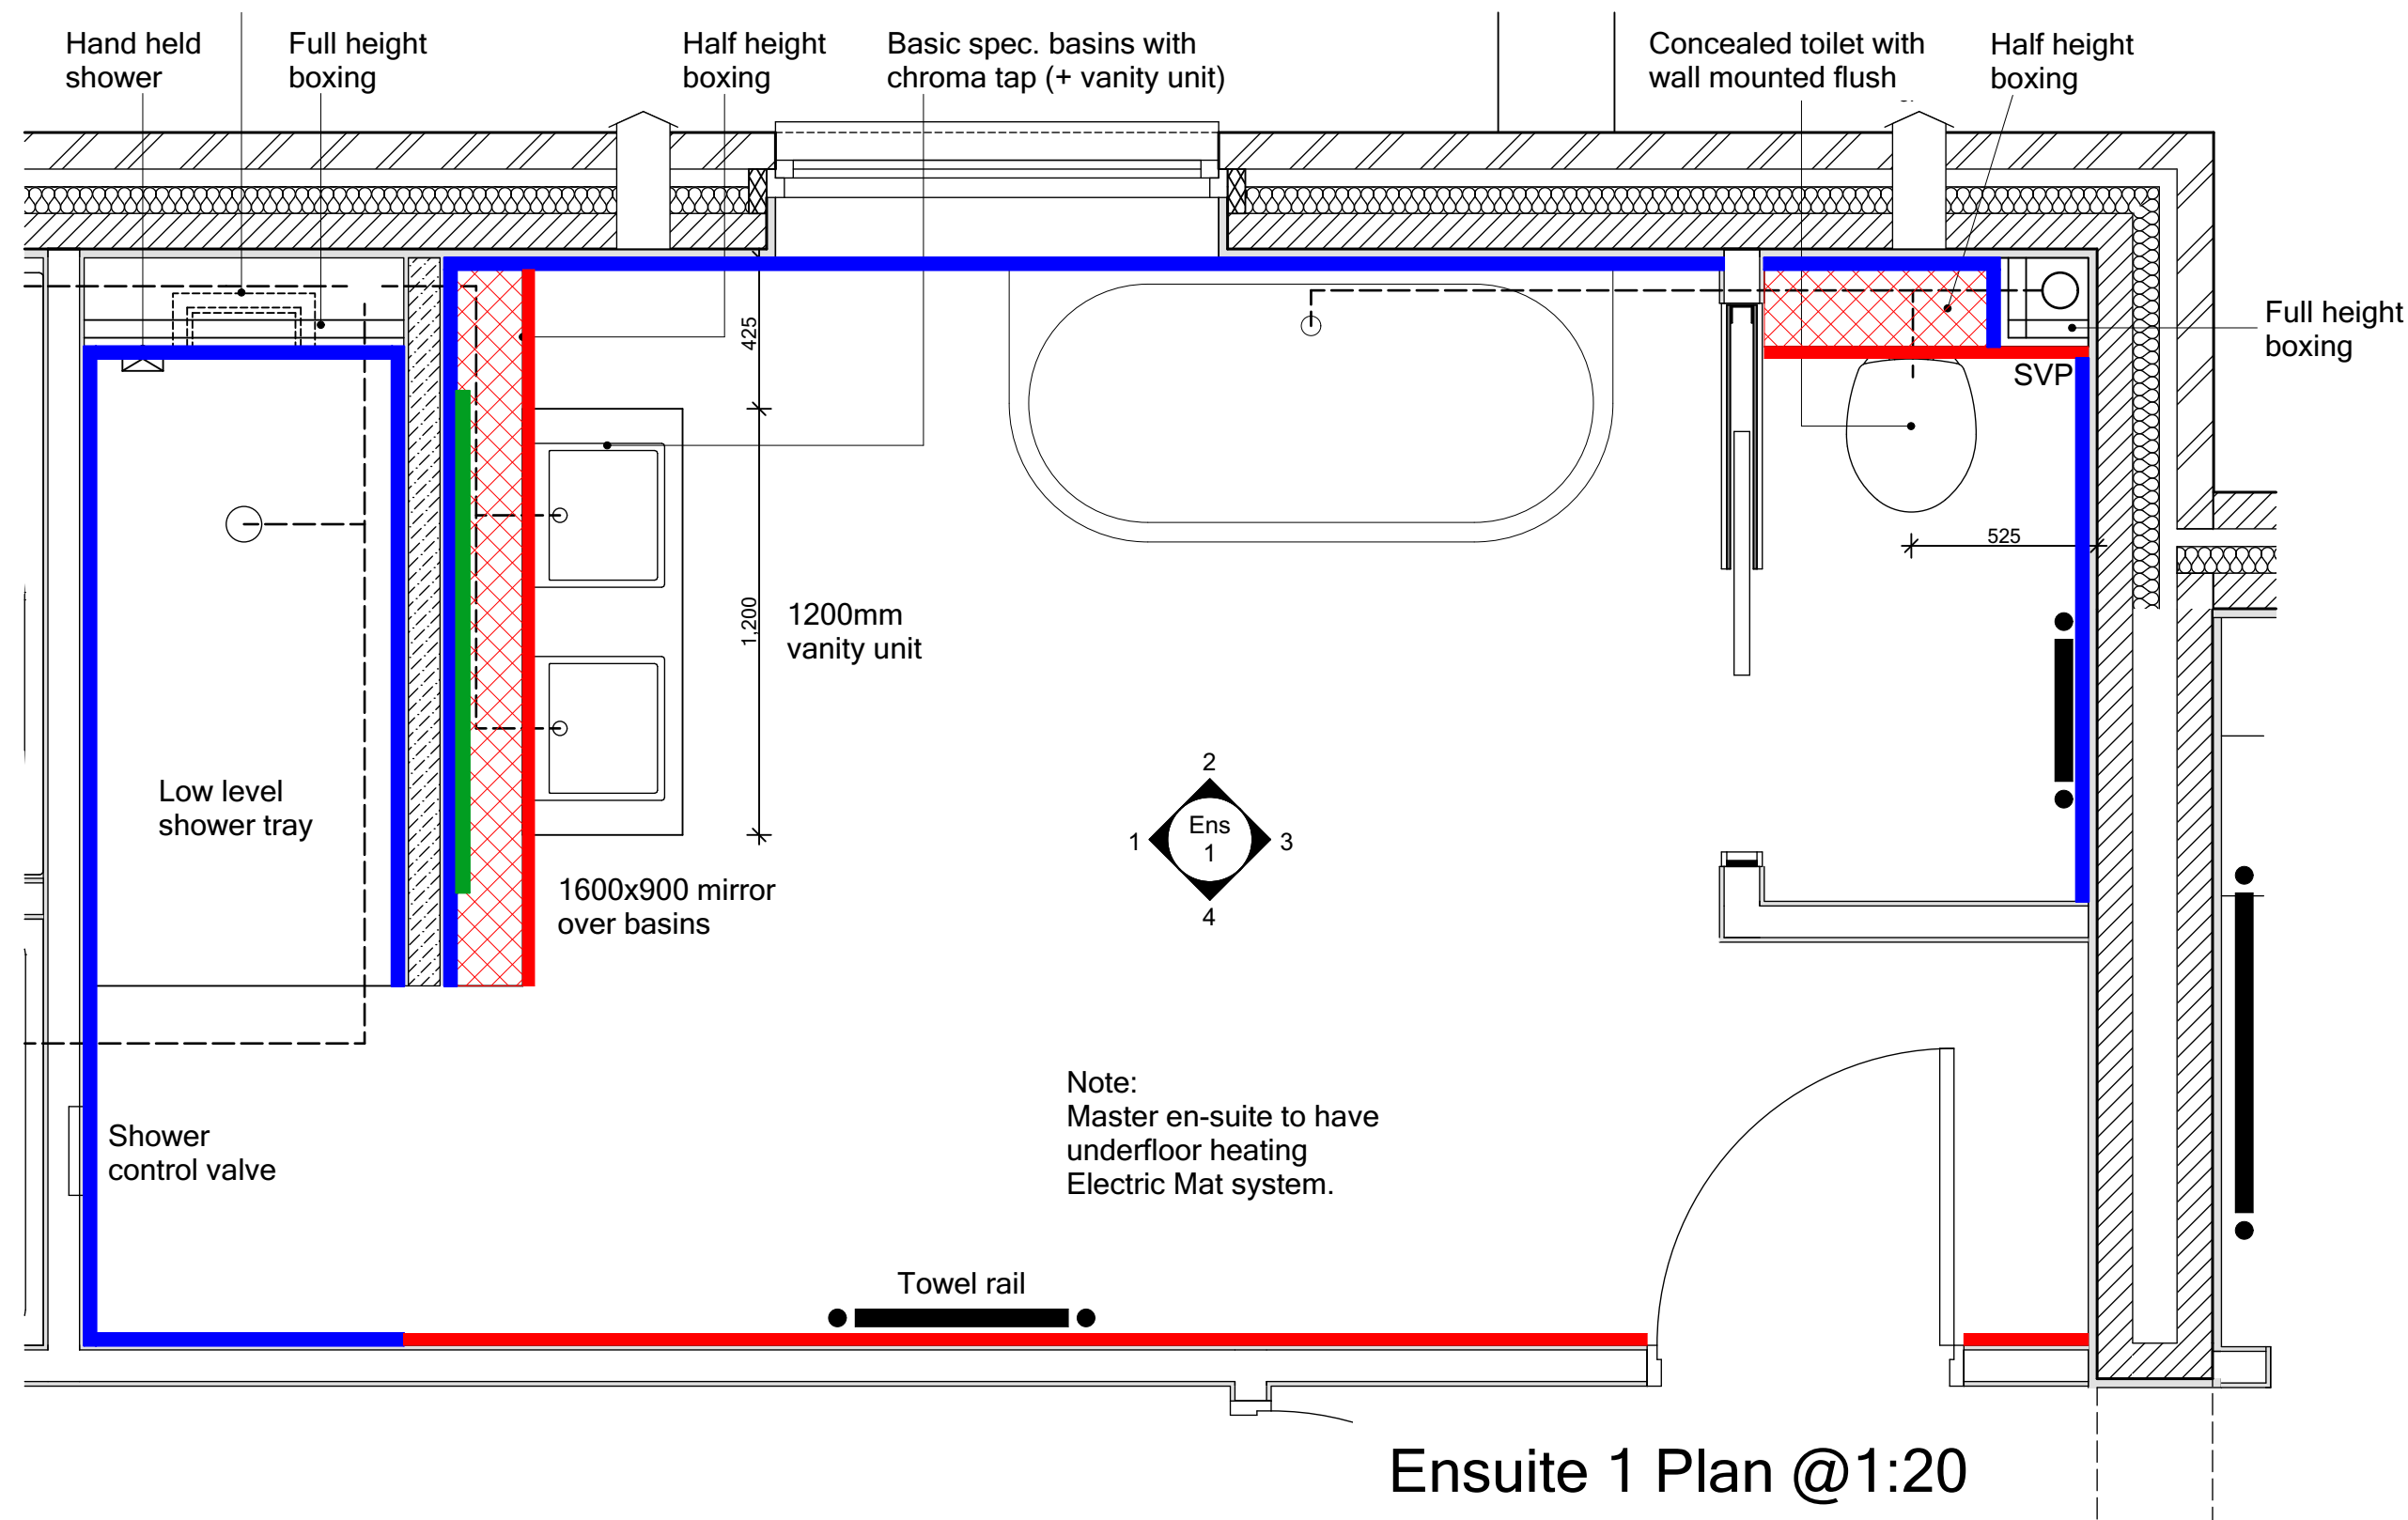 Hand held
shower
Full height
boxing
Half height
boxing
Basic spec. basins with
chroma tap (+ vanity unit)
Concealed toilet with
wall mounted flush
Half height
boxing
Full height
boxing
425
SVP
525
1,200
1200mm
vanity unit
Low level
shower tray
2
1
Ens
1
3
4
1600x900 mirror
over basins
Note:
Master en-suite to have
underfloor heating
Electric Mat system.
Shower
control valve
Towel rail
Ensuite 1 Plan @1:20